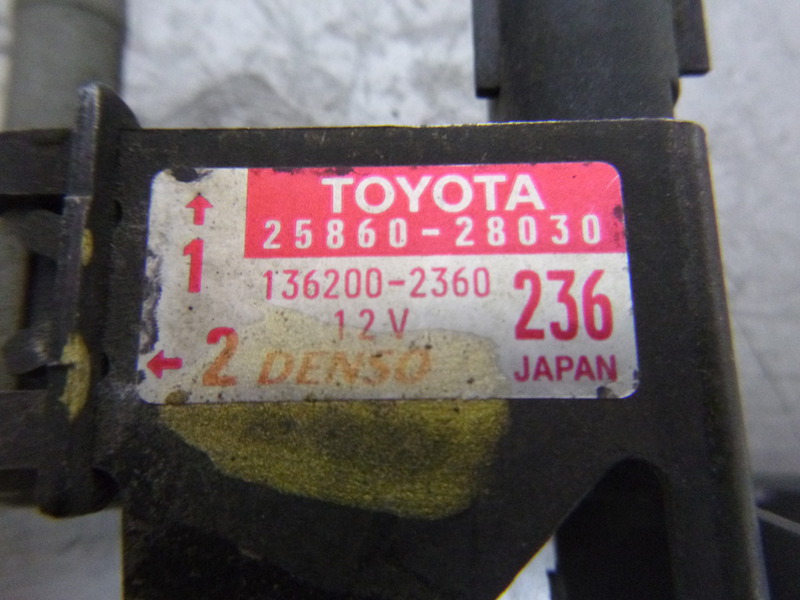 TOYOTA
25860-28030
↑
1
136200-2360
12V
236
← 2 DENSO
JAPAN